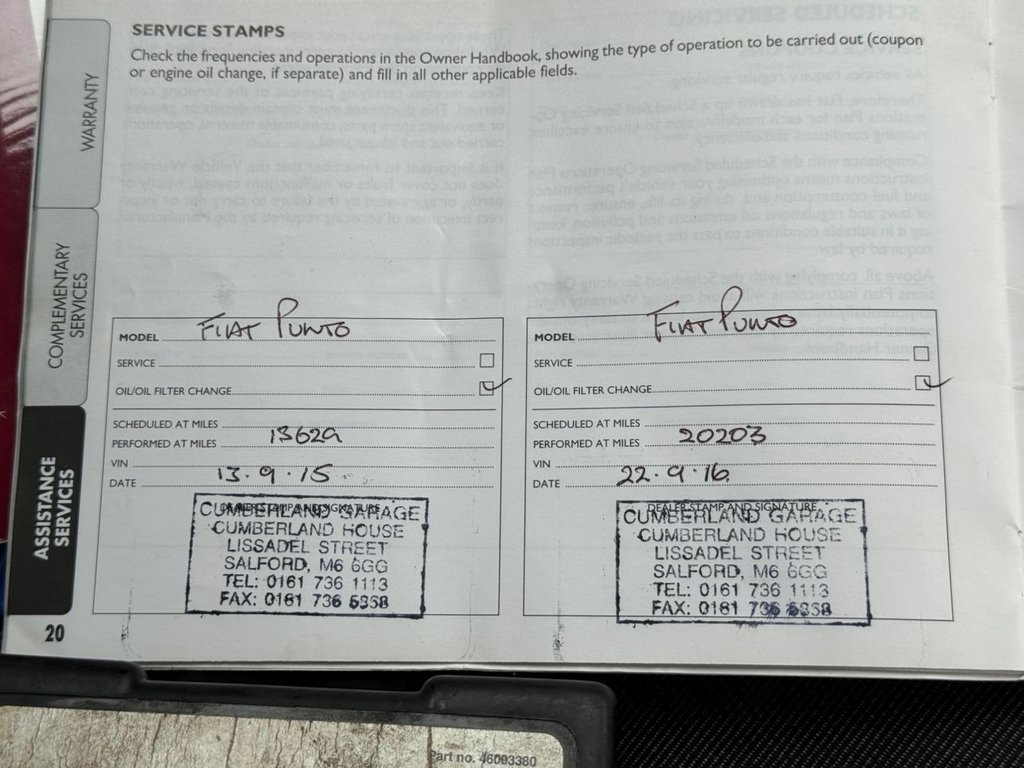 SERVICE STAMPS
Check the frequencies and operations in the Owner Handbook, showing the type of operation to be carried out (coupon
or engine oil change, if separate) and fill in all other applicable fields.
WARRANTY
COMPLEMENTARY
SERVICES
ASSISTANCE
SERVICES
MODEL FIAT PUNTO
SERVICE
OIL/OIL FILTER CHANGE
SCHEDULED AT MILES
PERFORMED AT MILES 13629
VIN
DATE 13.9.15
DEALER STAMP AND SIGNATURE
CUMBERLAND GARAGE
CUMBERLAND HOUSE
LISSADEL STREET
SALFORD, M6 6GG
TEL: 0161 736 1113
FAX: 0161 736 5358
MODEL FIAT PUNTO
SERVICE
OIL/OIL FILTER CHANGE
SCHEDULED AT MILES
PERFORMED AT MILES 20203
VIN
DATE 22.9.16
DEALER STAMP AND SIGNATURE
CUMBERLAND GARAGE
CUMBERLAND HOUSE
LISSADEL STREET
SALFORD, M6 6GG
TEL: 0161 736 1113
FAX: 0161 736
20
Part no. 46003380